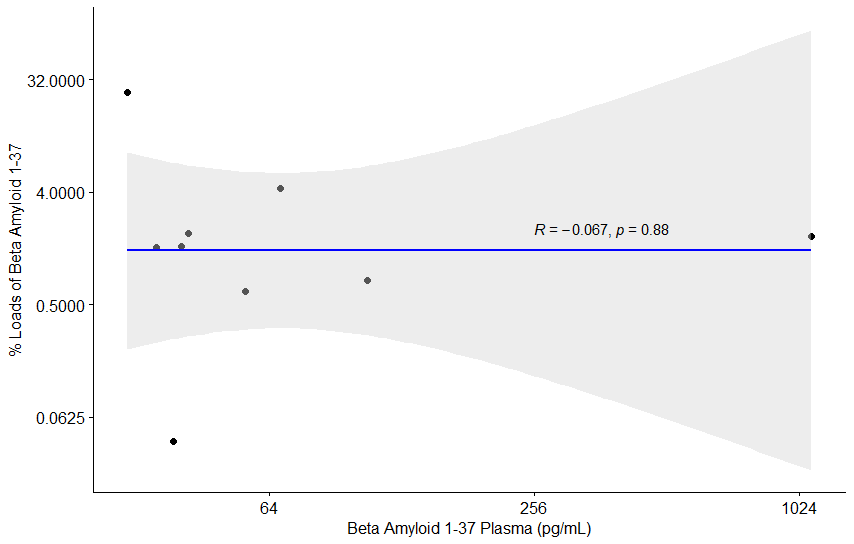 % Loads of Beta Amyloid 1-37
32.0000
4.0000
0.5000
0.0625
R = −0.067, p = 0.88
64 256 1024
Beta Amyloid 1-37 Plasma (pg/mL)